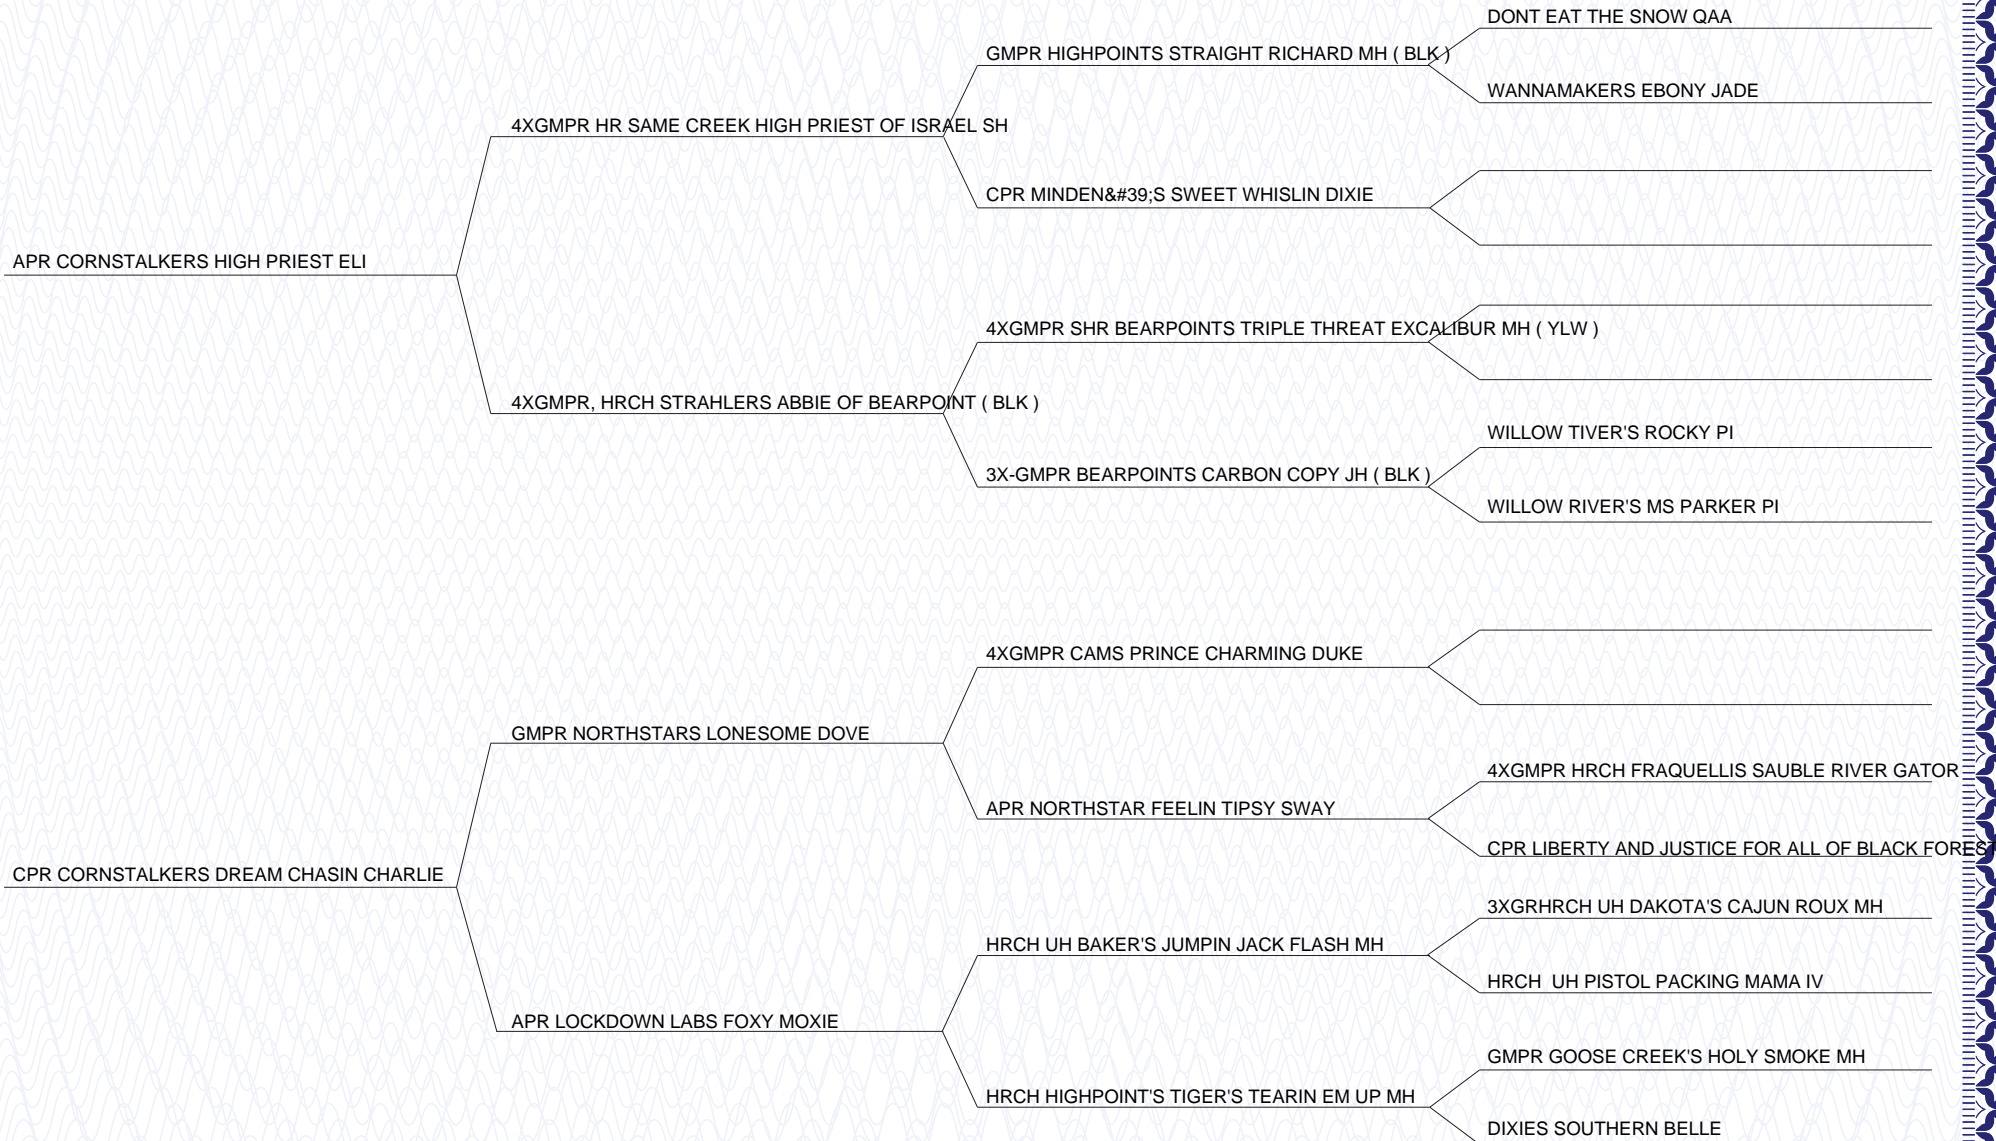 DONT EAT THE SNOW QAA
GMPR HIGHPOINTS STRAIGHT RICHARD MH ( BLK )
WANNAMAKERS EBONY JADE
4XGMPR HR SAME CREEK HIGH PRIEST OF ISRAEL SH
CPR MINDEN&#39;S SWEET WHISLIN DIXIE
APR CORNSTALKERS HIGH PRIEST ELI
4XGMPR SHR BEARPOINTS TRIPLE THREAT EXCALIBUR MH ( YLW )
4XGMPR, HRCH STRAHLERS ABBIE OF BEARPOINT ( BLK )
WILLOW TIVER'S ROCKY PI
3X-GMPR BEARPOINTS CARBON COPY JH ( BLK )
WILLOW RIVER'S MS PARKER PI
4XGMPR CAMS PRINCE CHARMING DUKE
GMPR NORTHSTARS LONESOME DOVE
4XGMPR HRCH FRAQUELLIS SAUBLE RIVER GATOR
APR NORTHSTAR FEELIN TIPSY SWAY
CPR LIBERTY AND JUSTICE FOR ALL OF BLACK FOREST
CPR CORNSTALKERS DREAM CHASIN CHARLIE
3XGRHRCH UH DAKOTA'S CAJUN ROUX MH
HRCH UH BAKER'S JUMPIN JACK FLASH MH
HRCH  UH PISTOL PACKING MAMA IV
APR LOCKDOWN LABS FOXY MOXIE
GMPR GOOSE CREEK'S HOLY SMOKE MH
HRCH HIGHPOINT'S TIGER'S TEARIN EM UP MH
DIXIES SOUTHERN BELLE